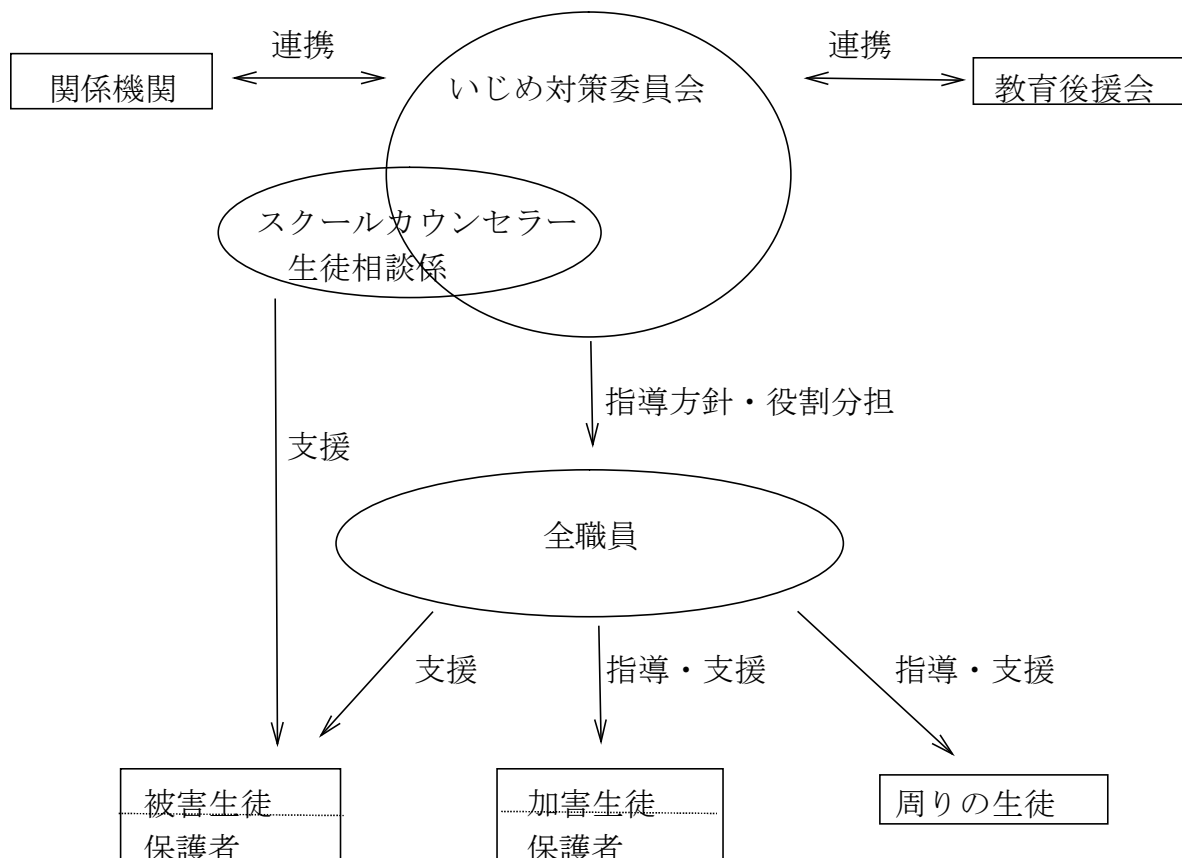 連携
連携
関係機関
いじめ対策委員会
教育後援会
スクールカウンセラー
生徒相談係
指導方針・役割分担
支援
全職員
支援
指導・支援
指導・支援
被害生徒
保護者
加害生徒
保護者
周りの生徒